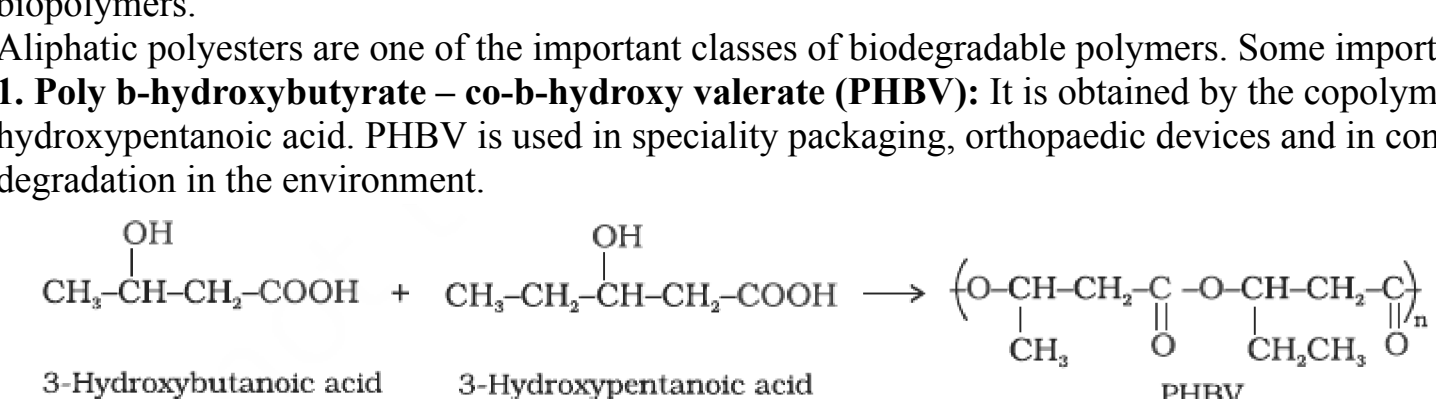 biopolymers.
Aliphatic polyesters are one of the important classes of biodegradable polymers. Some import
1. Poly b-hydroxybutyrate – co-b-hydroxy valerate (PHBV): It is obtained by the copolym
hydroxypentanoic acid. PHBV is used in speciality packaging, orthopaedic devices and in con
degradation in the environment.
OH OH
CH₃–CH–CH₂–COOH + CH₃–CH₂–CH–CH₂–COOH ⟶ (O–CH–CH₂–C–O–CH–CH₂–C)n
CH₃ O CH₂CH₃ O
3-Hydroxybutanoic acid 3-Hydroxypentanoic acid PHBV